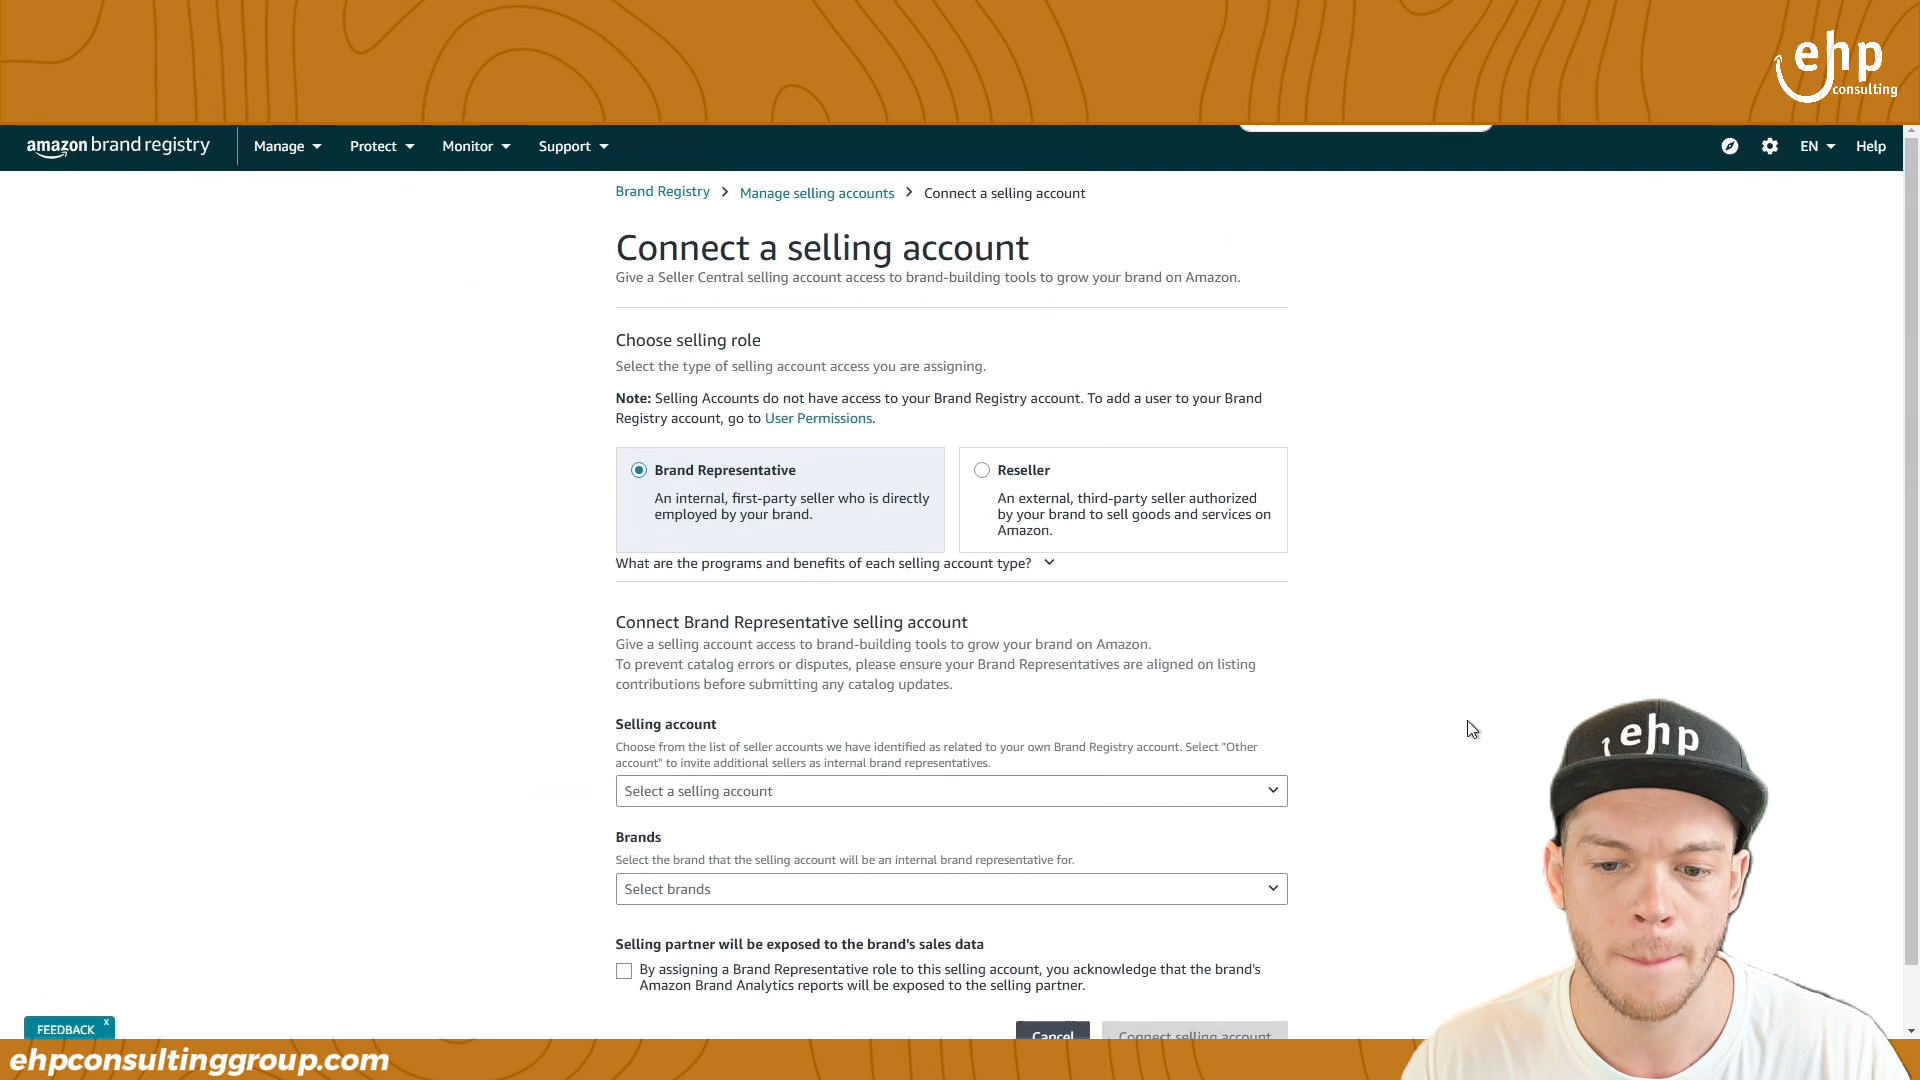 ehp
consulting
amazon brand registry
Manage
Protect
Monitor
Support
EN
Help
Brand Registry > Manage selling accounts > Connect a selling account
Connect a selling account
Give a Seller Central selling account access to brand-building tools to grow your brand on Amazon.
Choose selling role
Select the type of selling account access you are assigning.
Note: Selling Accounts do not have access to your Brand Registry account. To add a user to your Brand
Registry account, go to User Permissions.
Brand Representative
An internal, first-party seller who is directly
employed by your brand.
Reseller
An external, third-party seller authorized
by your brand to sell goods and services on
Amazon.
What are the programs and benefits of each selling account type?
Connect Brand Representative selling account
Give a selling account access to brand-building tools to grow your brand on Amazon.
To prevent catalog errors or disputes, please ensure your Brand Representatives are aligned on listing
contributions before submitting any catalog updates.
Selling account
Choose from the list of seller accounts we have identified as related to your own Brand Registry account. Select "Other
account" to invite additional sellers as internal brand representatives.
Select a selling account
Brands
Select the brand that the selling account will be an internal brand representative for.
Select brands
Selling partner will be exposed to the brand's sales data
By assigning a Brand Representative role to this selling account, you acknowledge that the brand's
Amazon Brand Analytics reports will be exposed to the selling partner.
Cancel
Connect selling account
FEEDBACK x
ehpconsultinggroup.com
ehp